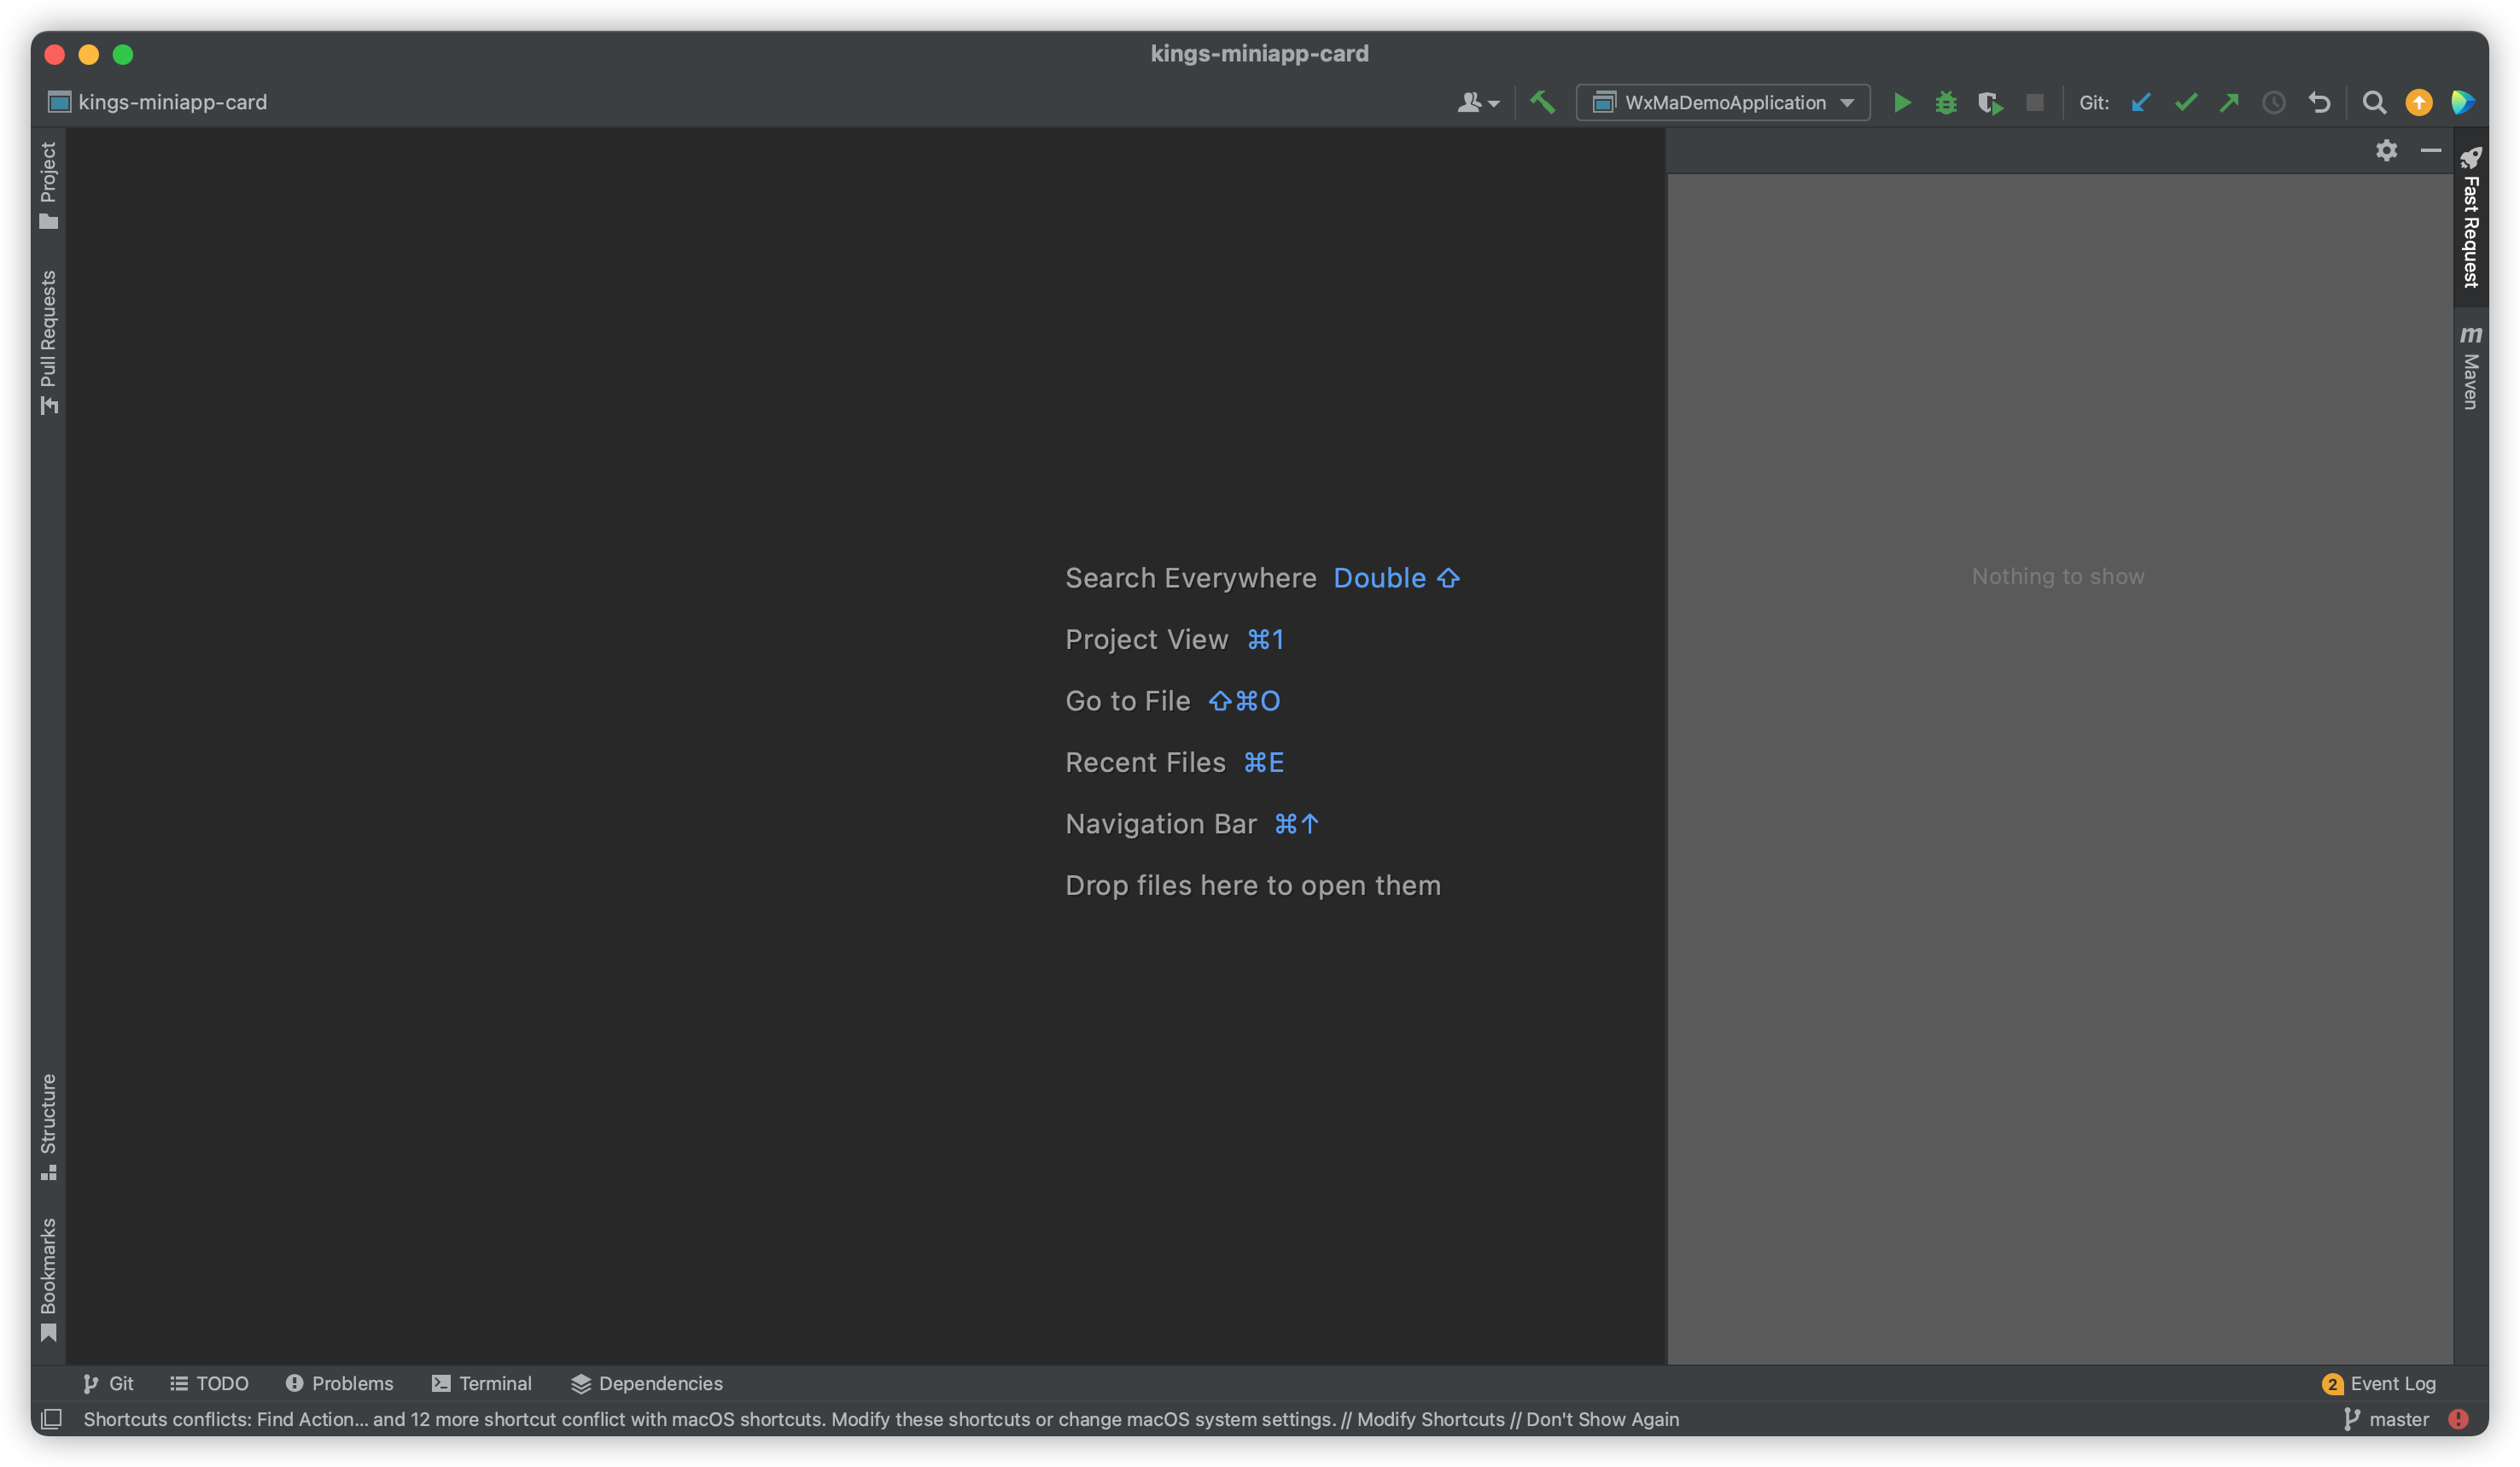 kings-miniapp-card
kings-miniapp-card
WxMaDemoApplication
Git:
Project
Pull Requests
Structure
Bookmarks
Search Everywhere Double ⇧
Project View ⌘1
Go to File ⇧⌘O
Recent Files ⌘E
Navigation Bar ⌘↑
Drop files here to open them
Nothing to show
Fast Request
m Maven
Git TODO Problems Terminal Dependencies
2 Event Log
Shortcuts conflicts: Find Action... and 12 more shortcut conflict with macOS shortcuts. Modify these shortcuts or change macOS system settings. // Modify Shortcuts // Don't Show Again
master